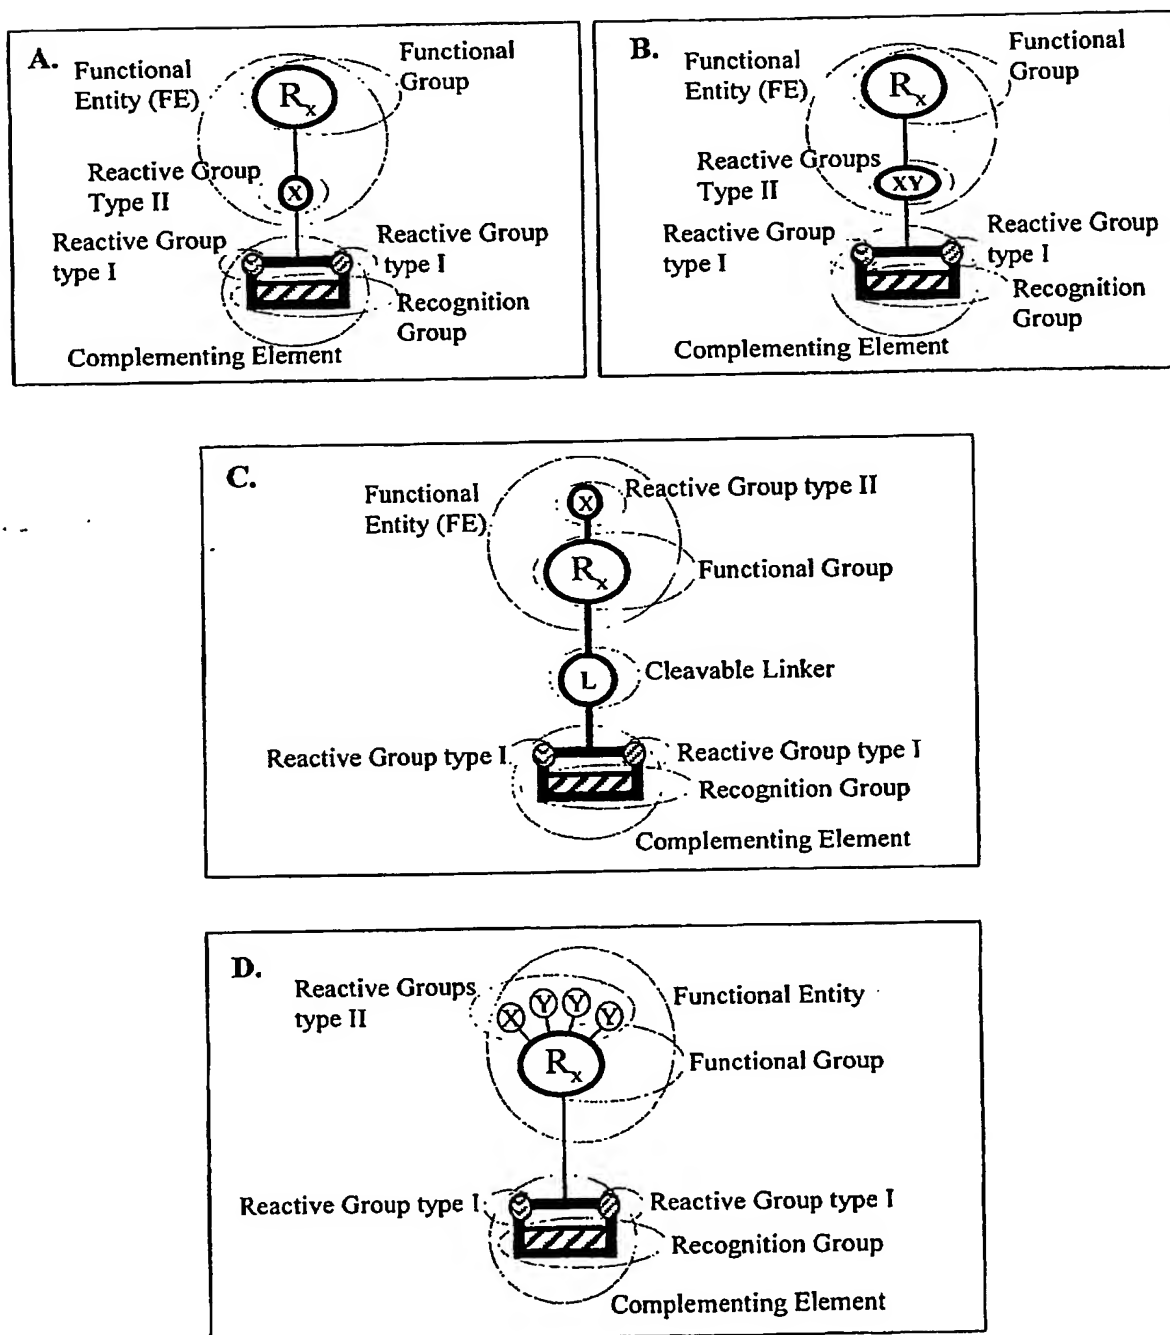 A.
Functional
Entity (FE)
Functional
Group
Rx
Reactive Group
Type II
X
Reactive Group
type I
Reactive Group
type I
Recognition
Group
Complementing Element
B.
Functional
Entity (FE)
Functional
Group
Rx
Reactive Groups
Type II
XY
Reactive Group
type I
Reactive Group
type I
Recognition
Group
Complementing Element
C.
Functional
Entity (FE)
X
Reactive Group type II
Rx
Functional Group
L
Cleavable Linker
Reactive Group type I
Reactive Group type I
Recognition Group
Complementing Element
D.
Reactive Groups
type II
X Y Y Y
Functional Entity
Rx
Functional Group
Reactive Group type I
Reactive Group type I
Recognition Group
Complementing Element